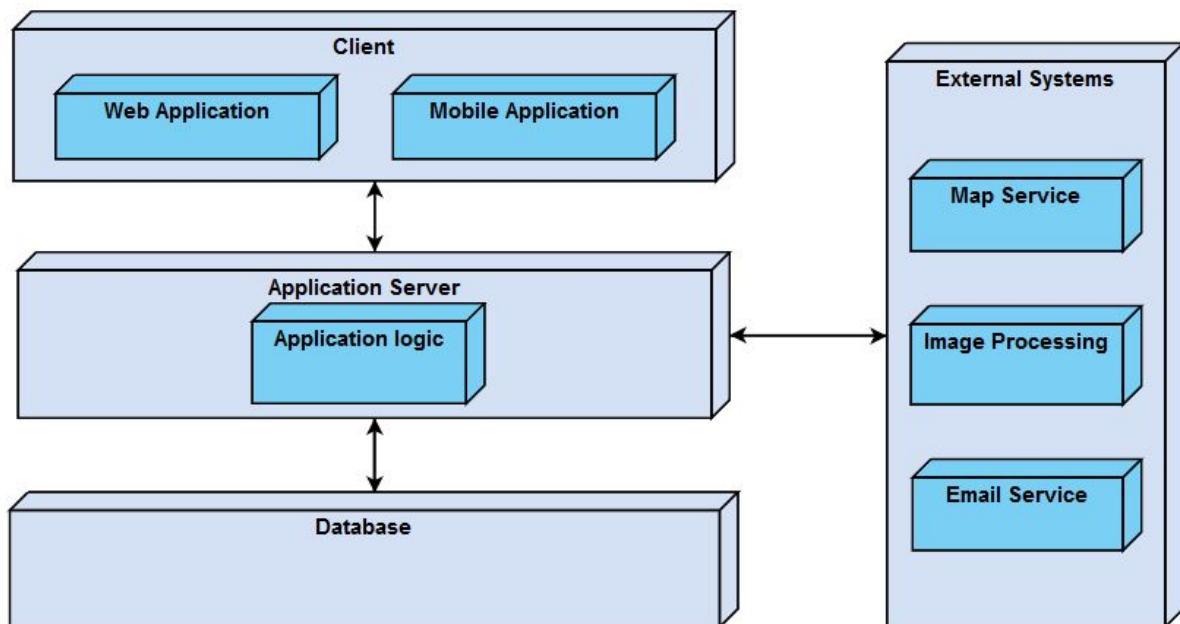 Client
Web Application
Mobile Application
Application Server
Application logic
Database
External Systems
Map Service
Image Processing
Email Service